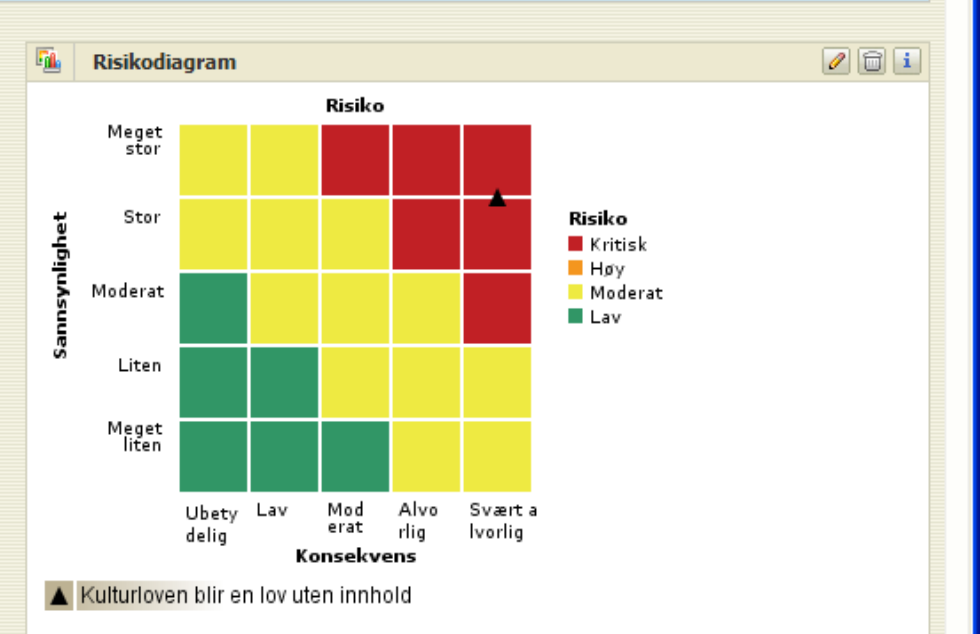 Risikodiagram
Risiko
Meget
stor
Stor
Moderat
Liten
Meget
liten
Sannsynlighet
Ubety
delig
Lav
Mod
erat
Alvo
rlig
Svært a
lvorlig
Konsekvens
Risiko
Kritisk
Høy
Moderat
Lav
Kulturloven blir en lov uten innhold